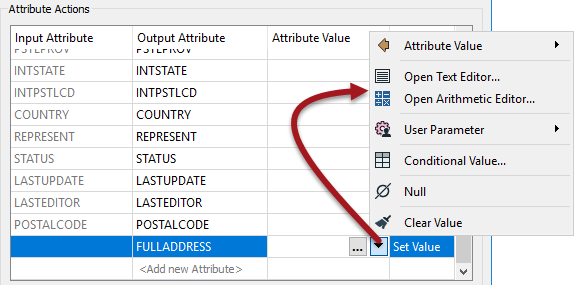 Attribute Actions
Input Attribute Output Attribute Attribute Value
PSTLPROV PSTLPROV
INTSTATE INTSTATE
INTPSTLCD INTPSTLCD
COUNTRY COUNTRY
REPRESENT REPRESENT
STATUS STATUS
LASTUPDATE LASTUPDATE
LASTEDITOR LASTEDITOR
POSTALCODE POSTALCODE
FULLADDRESS ... Set Value
<Add new Attribute>
Attribute Value
Open Text Editor...
Open Arithmetic Editor...
User Parameter
Conditional Value...
Null
Clear Value